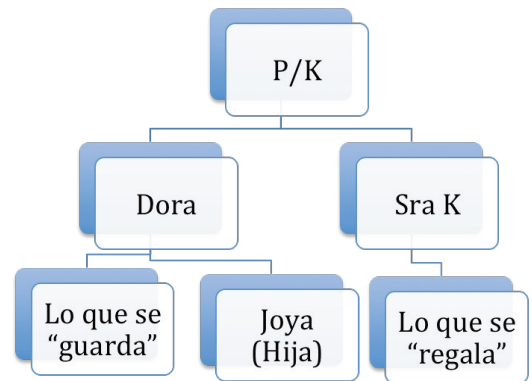 P/K
Dora
Sra K
Lo que se
“guarda”
Joya
(Hija)
Lo que se
“regala”